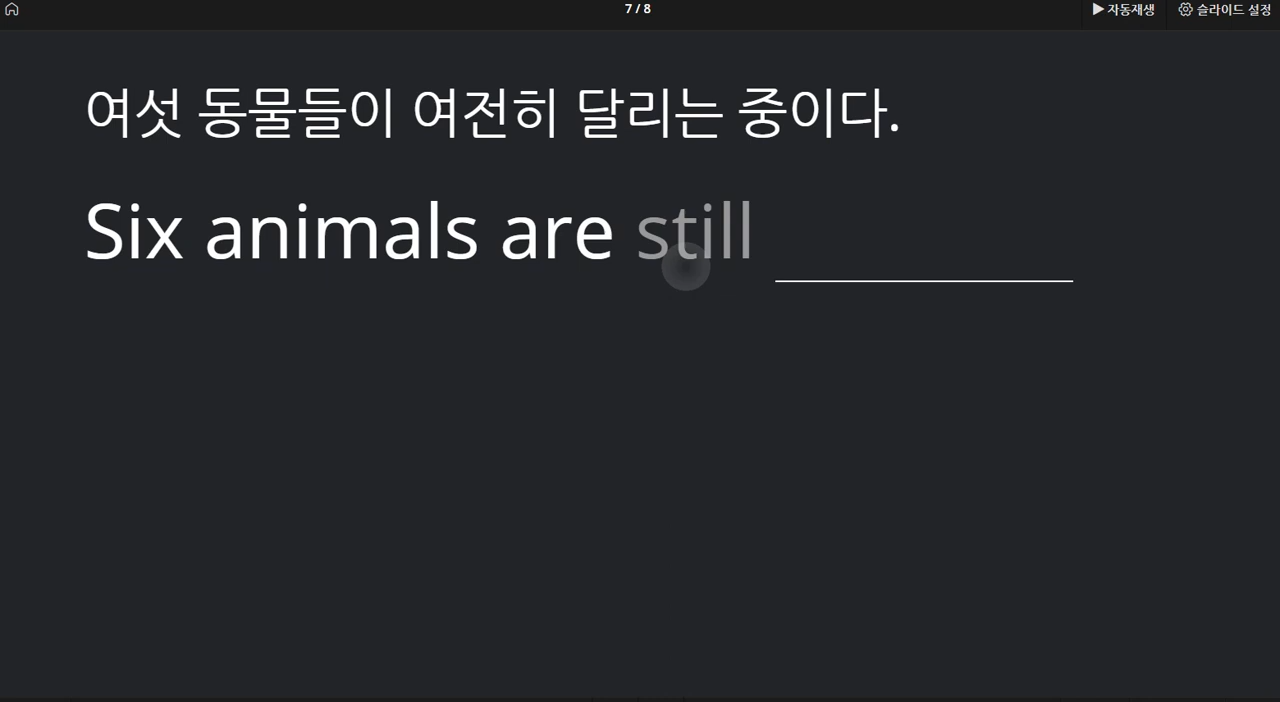 7 / 8
▶ 자동재생
슬라이드 설정
여섯 동물들이 여전히 달리는 중이다.
Six animals are still